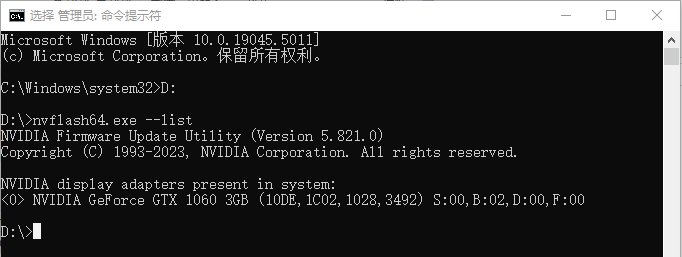 选择 管理员: 命令提示符
Microsoft Windows [版本 10.0.19045.5011]
(c) Microsoft Corporation。保留所有权利。
C:\Windows\system32>D:
D:\>nvflash64.exe --list
NVIDIA Firmware Update Utility (Version 5.821.0)
Copyright (C) 1993-2023, NVIDIA Corporation. All rights reserved.
NVIDIA display adapters present in system:
<0> NVIDIA GeForce GTX 1060 3GB (10DE,1C02,1028,3492) S:00,B:02,D:00,F:00
D:\>